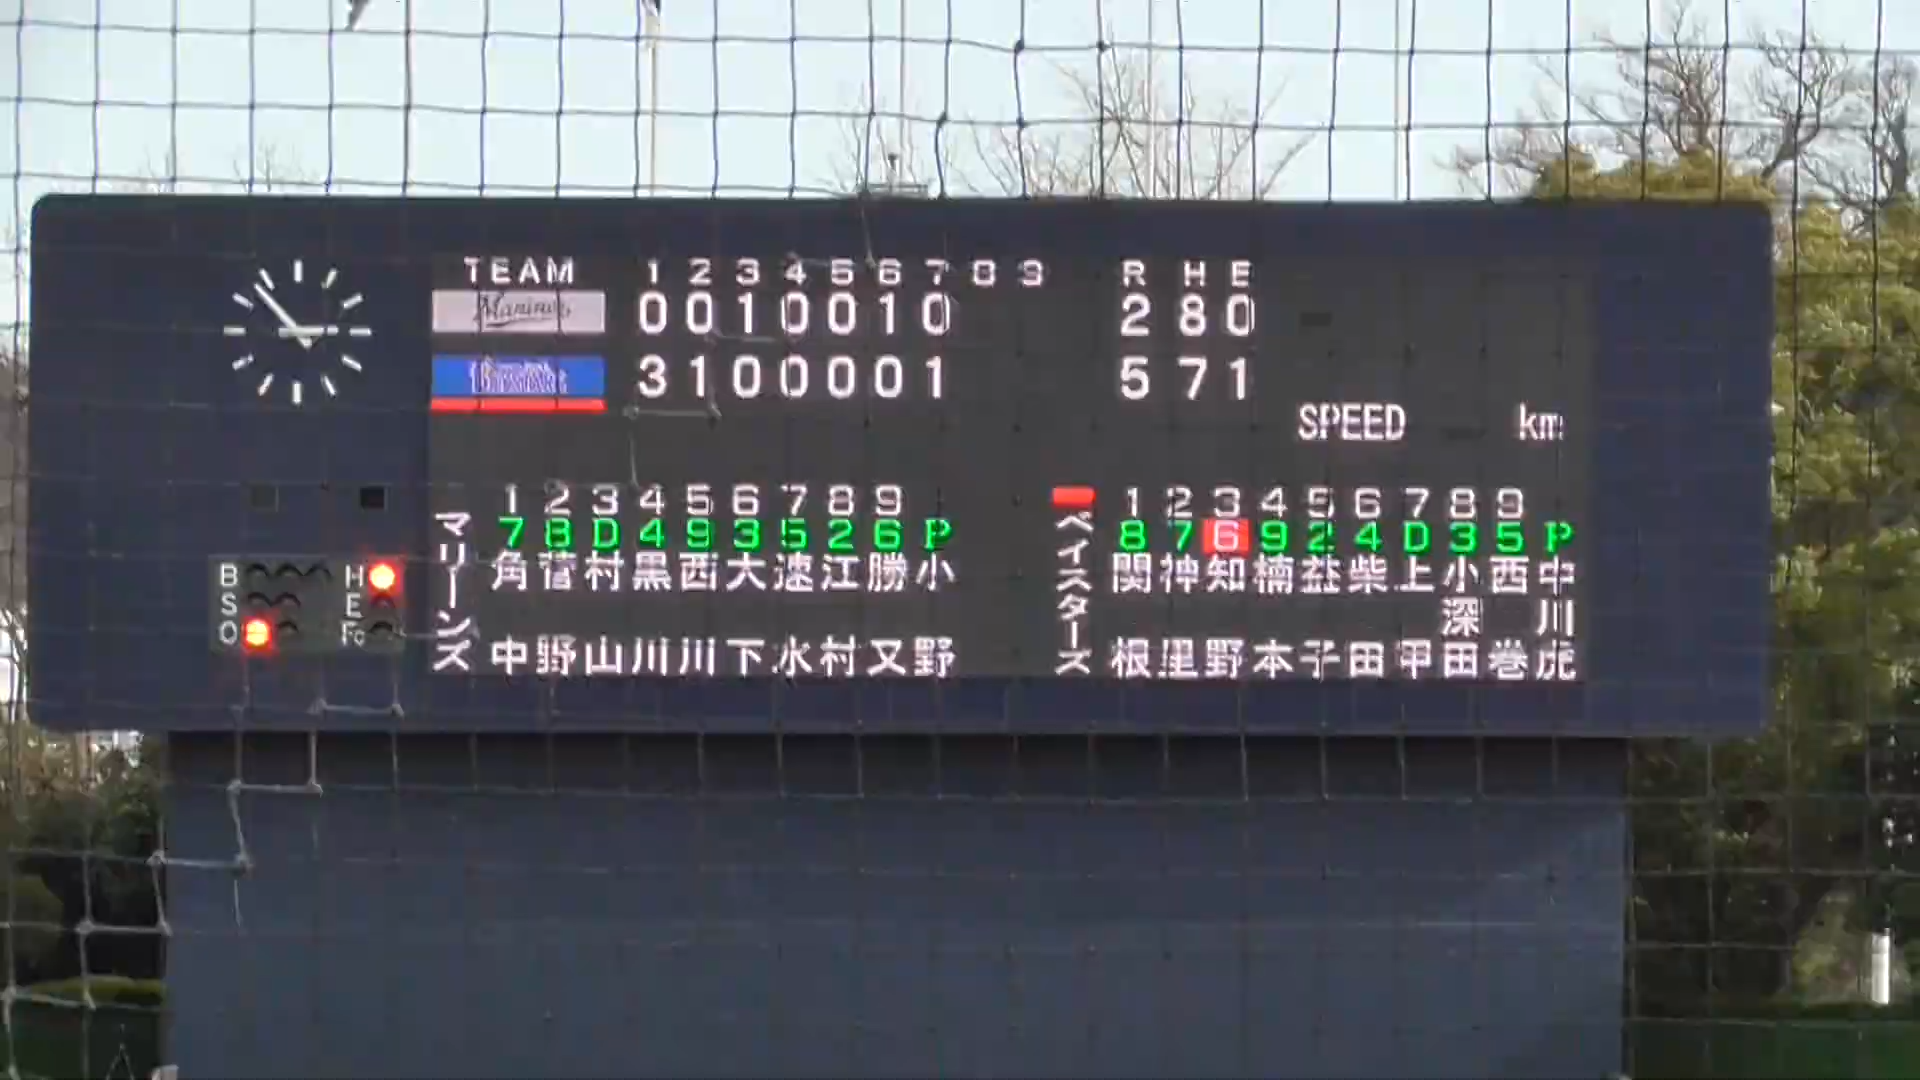 TEAM 1 2 3 4 5 6 7 8 9 R H E
Marines 0 0 1 0 0 1 0 2 8 0
3 1 0 0 0 0 1 5 7 1
SPEED km
マリーンズ
1 2 3 4 5 6 7 8 9
7 8 D 4 9 3 5 2 6 P
角中
菅野
村山
黒川
西川
大下
速水
江村
勝又
小野
ベイスターズ
1 2 3 4 5 6 7 8 9
8 7 6 9 2 4 D 3 5 P
関根
神里
知野
楠本
益子
柴田
上甲
小深田
西巻
中川虎
B
S
O
H
E
Fc